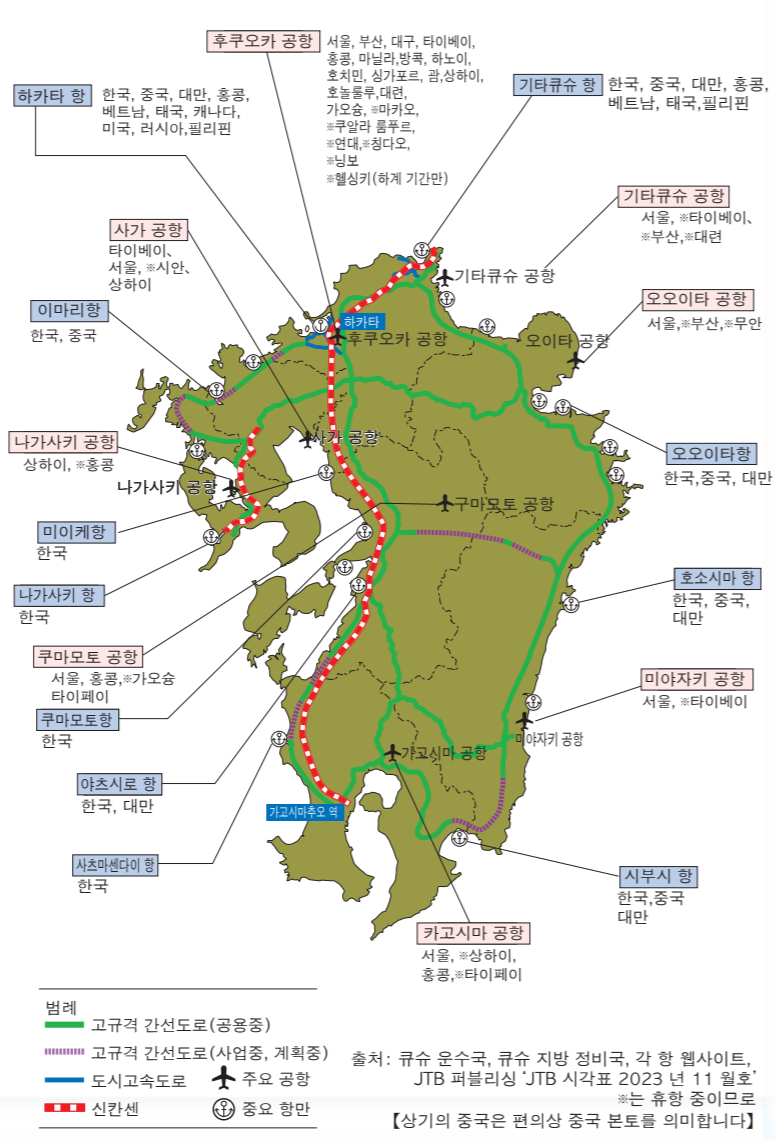 후쿠오카 공항
서울, 부산, 대구, 타이베이,
홍콩, 마닐라,방콕, 하노이,
호치민, 싱가포르, 괌,상하이,
호놀룰루,대련,
가오슝, ※마카오,
※쿠알라 룸푸르,
※연대,※칭다오,
※닝보
※헬싱키(하계 기간만)
하카타 항
한국, 중국, 대만, 홍콩,
베트남, 태국, 캐나다,
미국, 러시아,필리핀
기타큐슈 항
한국, 중국, 대만, 홍콩,
베트남, 태국,필리핀
기타큐슈 공항
서울, ※타이베이、
※부산,※대련
사가 공항
타이베이、
서울, ※시안、
상하이
이마리항
한국, 중국
오오이타 공항
서울,※부산,※무안
기타큐슈 공항
하카타
후쿠오카 공항
오이타 공항
사가 공항
나가사키 공항
상하이, ※홍콩
나가사키 공항
오오이타항
한국,중국, 대만
구마모토 공항
미이케항
한국
나가사키 항
한국
호소시마 항
한국, 중국,
대만
쿠마모토 공항
서울, 홍콩,※가오슝
타이페이
쿠마모토항
한국
미야자키 공항
서울, ※타이베이
미야자키 공항
가고시마 공항
야츠시로 항
한국, 대만
가고시마추오 역
사츠마센다이 항
한국
시부시 항
한국,중국
대만
카고시마 공항
서울, ※상하이,
홍콩,※타이페이
범례
고규격 간선도로(공용중)
고규격 간선도로(사업중, 계획중)
도시고속도로
주요 공항
신칸센
중요 항만
출처: 큐슈 운수국, 큐슈 지방 정비국, 각 항 웹사이트,
JTB 퍼블리싱 ‘JTB 시각표 2023 년 11 월호’
※는 휴항 중이므로
【상기의 중국은 편의상 중국 본토를 의미합니다】